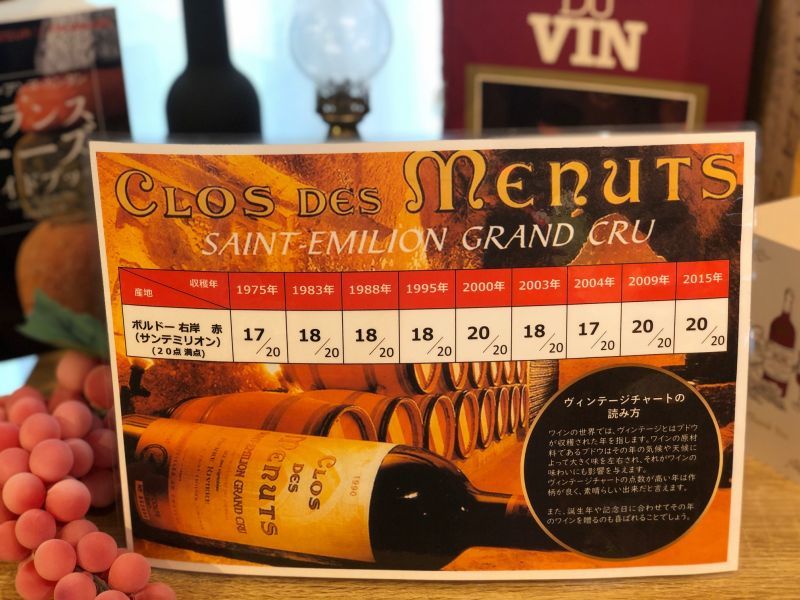 DU
VIN
ランス
CLOS DES MENUTS
SAINT-EMILION GRAND CRU
収穫年
産地
1975年 1983年 1988年 1995年 2000年 2003年 2004年 2009年 2015年
ボルドー 右岸 赤
(サンテミリオン)
(20点 満点)
17/20 18/20 18/20 18/20 20/20 18/20 17/20 20/20 20/20
ヴィンテージチャートの
読み方
ワインの世界では、ヴィンテージとはブドウ
が収穫された年を指します。ワインの原材
料であるブドウはその年の気候や天候に
よって大きく味を左右され、それがワインの
味わいにも影響を与えます。
ヴィンテージチャートの点数が高い年は作
柄が良く、素晴らしい出来だと言えます。
また、誕生年や記念日に合わせてその年
のワインを贈るのも喜ばれることでしょう。
1990
CLOS
DES
MENUTS
EMILION GRAND CRU